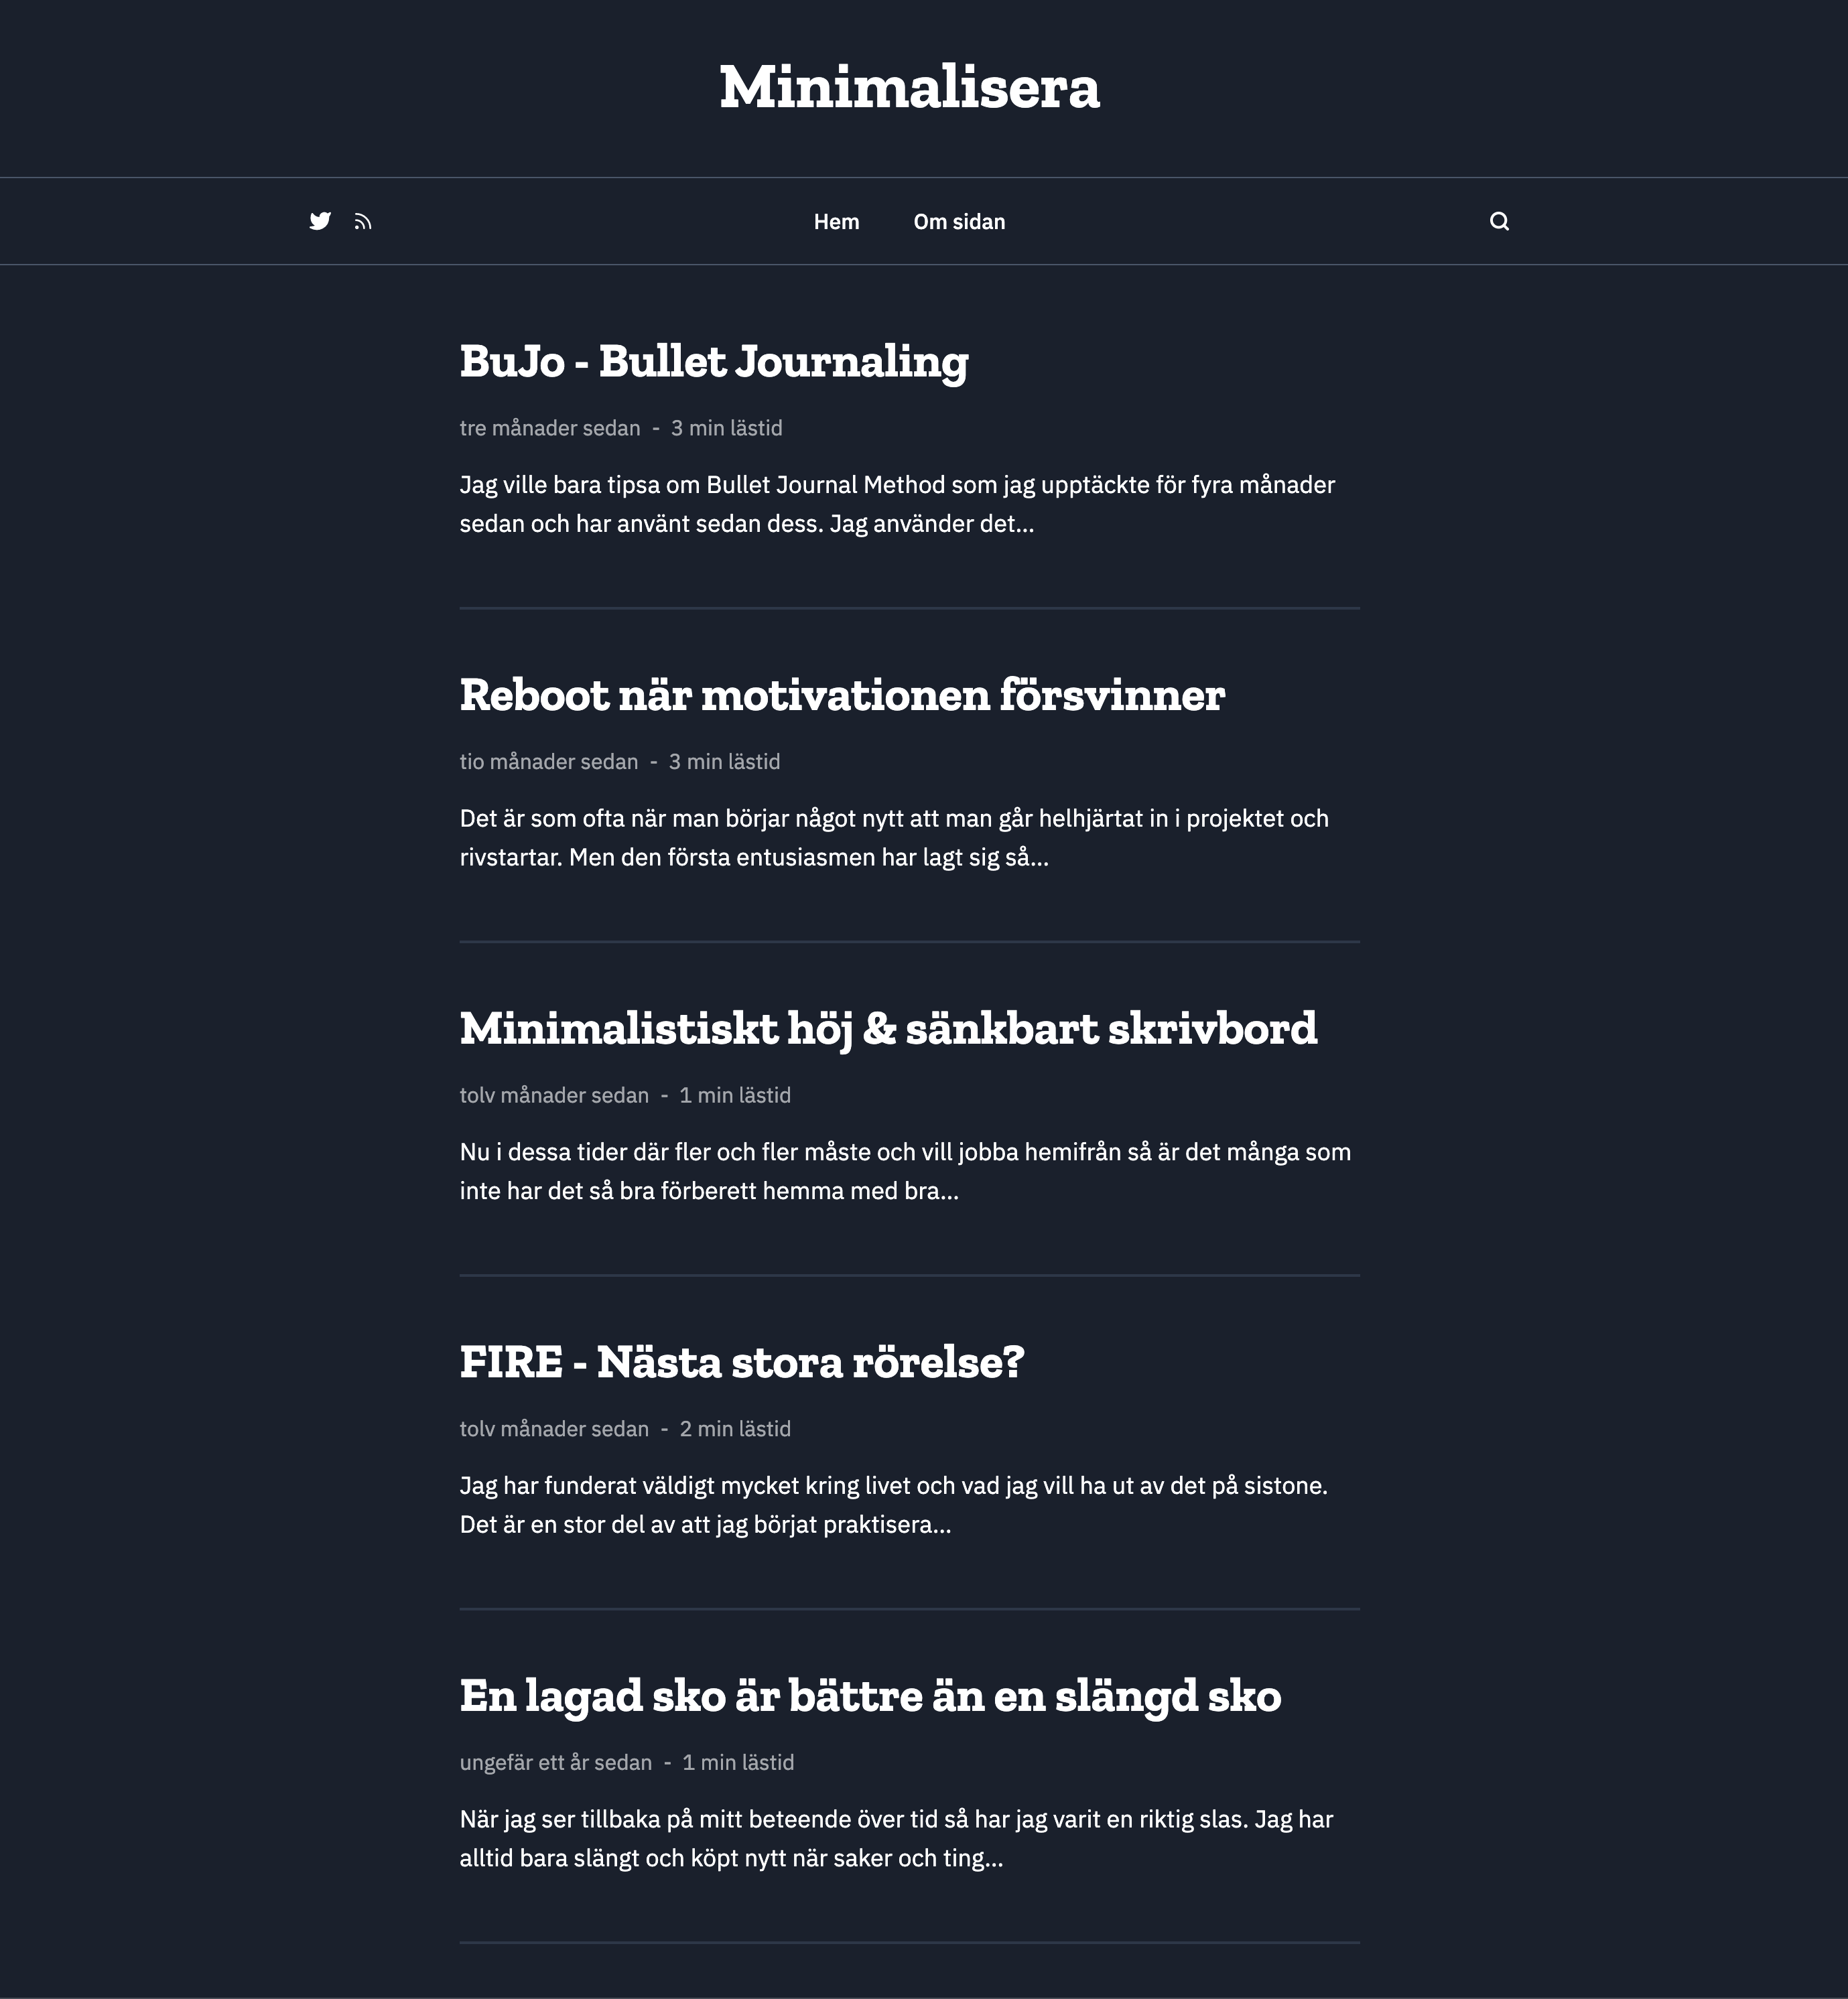 Minimalisera
Hem Om sidan
BuJo - Bullet Journaling
tre månader sedan - 3 min lästid
Jag ville bara tipsa om Bullet Journal Method som jag upptäckte för fyra månader
sedan och har använt sedan dess. Jag använder det...
Reboot när motivationen försvinner
tio månader sedan - 3 min lästid
Det är som ofta när man börjar något nytt att man går helhjärtat in i projektet och
rivstartar. Men den första entusiasmen har lagt sig så...
Minimalistiskt höj & sänkbart skrivbord
tolv månader sedan - 1 min lästid
Nu i dessa tider där fler och fler måste och vill jobba hemifrån så är det många som
inte har det så bra förberett hemma med bra...
FIRE - Nästa stora rörelse?
tolv månader sedan - 2 min lästid
Jag har funderat väldigt mycket kring livet och vad jag vill ha ut av det på sistone.
Det är en stor del av att jag börjat praktisera...
En lagad sko är bättre än en slängd sko
ungefär ett år sedan - 1 min lästid
När jag ser tillbaka på mitt beteende över tid så har jag varit en riktig slas. Jag har
alltid bara slängt och köpt nytt när saker och ting...